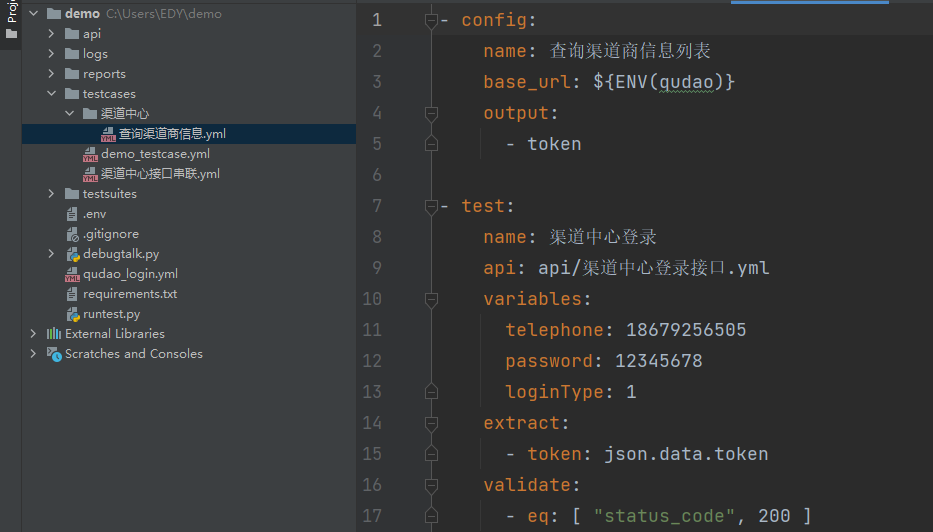 Proj
demo C:\Users\EDY\demo
api
logs
reports
testcases
渠道中心
查询渠道商信息.yml
demo_testcase.yml
渠道中心接口串联.yml
testsuites
.env
.gitignore
debugtalk.py
qudao_login.yml
requirements.txt
runtest.py
External Libraries
Scratches and Consoles
1 - config:
2 name: 查询渠道商信息列表
3 base_url: ${ENV(qudao)}
4 output:
5 - token
6
7 - test:
8 name: 渠道中心登录
9 api: api/渠道中心登录接口.yml
10 variables:
11 telephone: 18679256505
12 password: 12345678
13 loginType: 1
14 extract:
15 - token: json.data.token
16 validate:
17 - eq: [ "status_code", 200 ]